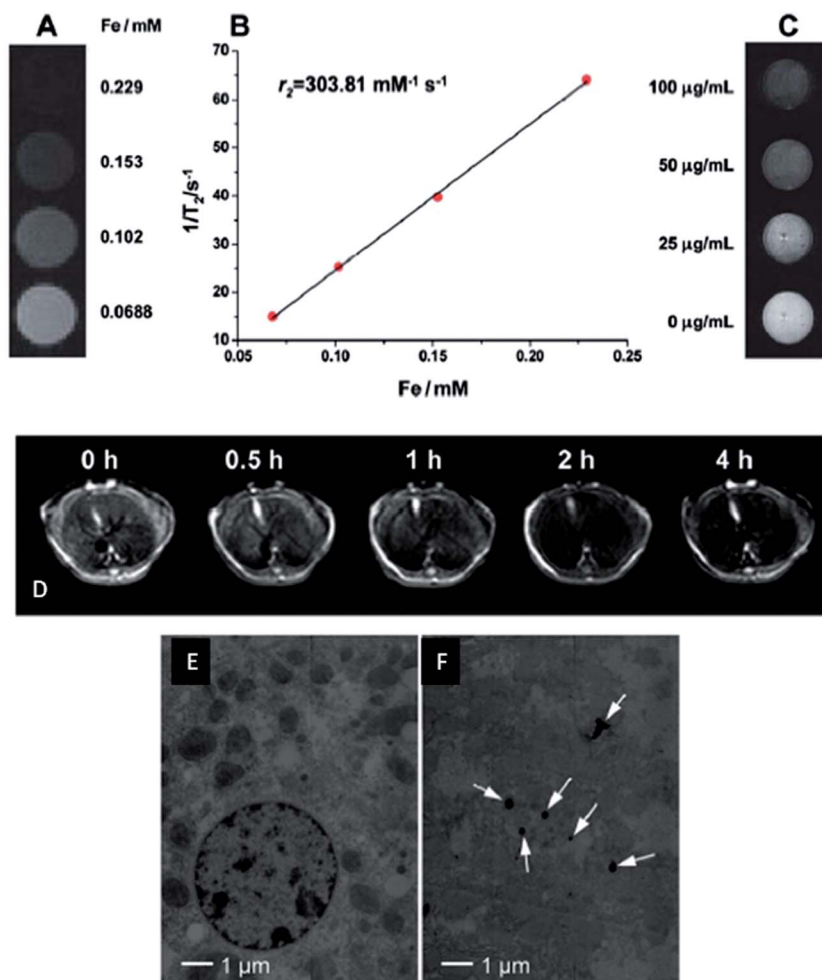 A
Fe / mM
0.229
0.153
0.102
0.0688
B
r2=303.81 mM-1 s-1
70
60
50
40
30
20
10
1/T2/s-1
0.05
0.10
0.15
0.20
0.25
Fe / mM
C
100 µg/mL
50 µg/mL
25 µg/mL
0 µg/mL
0 h
0.5 h
1 h
2 h
4 h
D
E
1 µm
F
1 µm